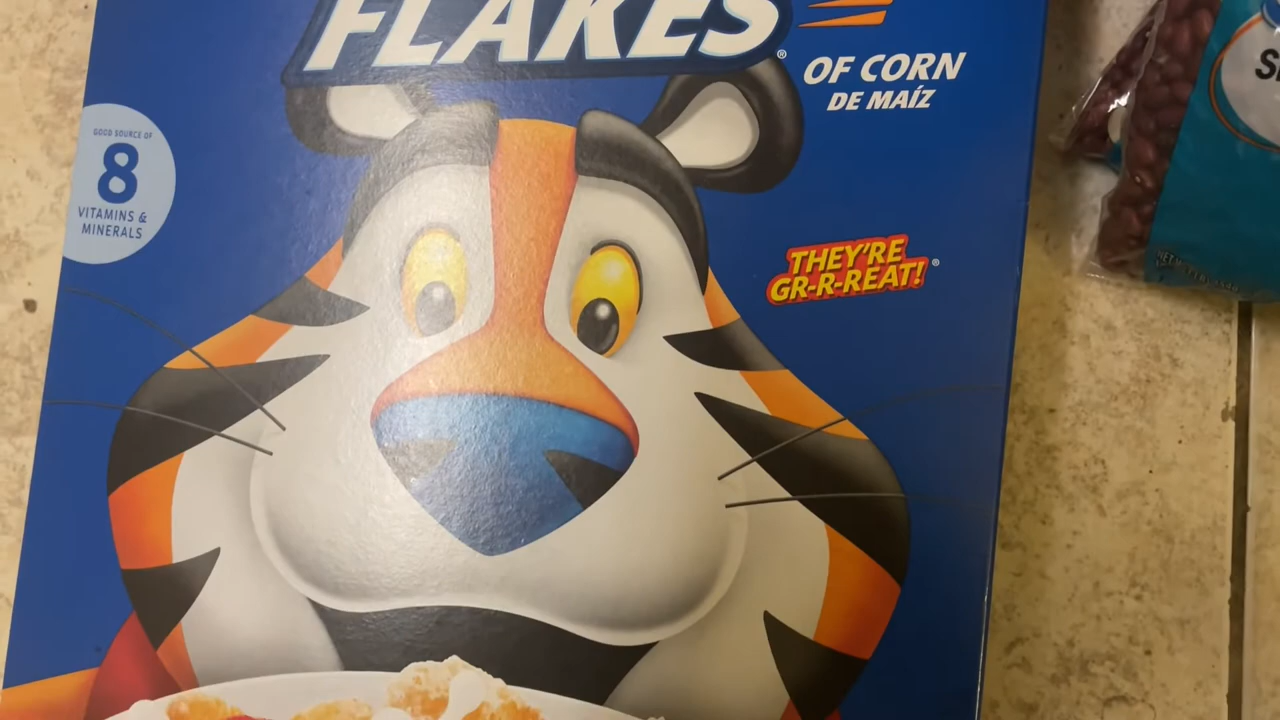 FLAKES®
OF CORN
DE MAÍZ
GOOD SOURCE OF
8
VITAMINS &
MINERALS
THEY'RE
GR-R-REAT!®